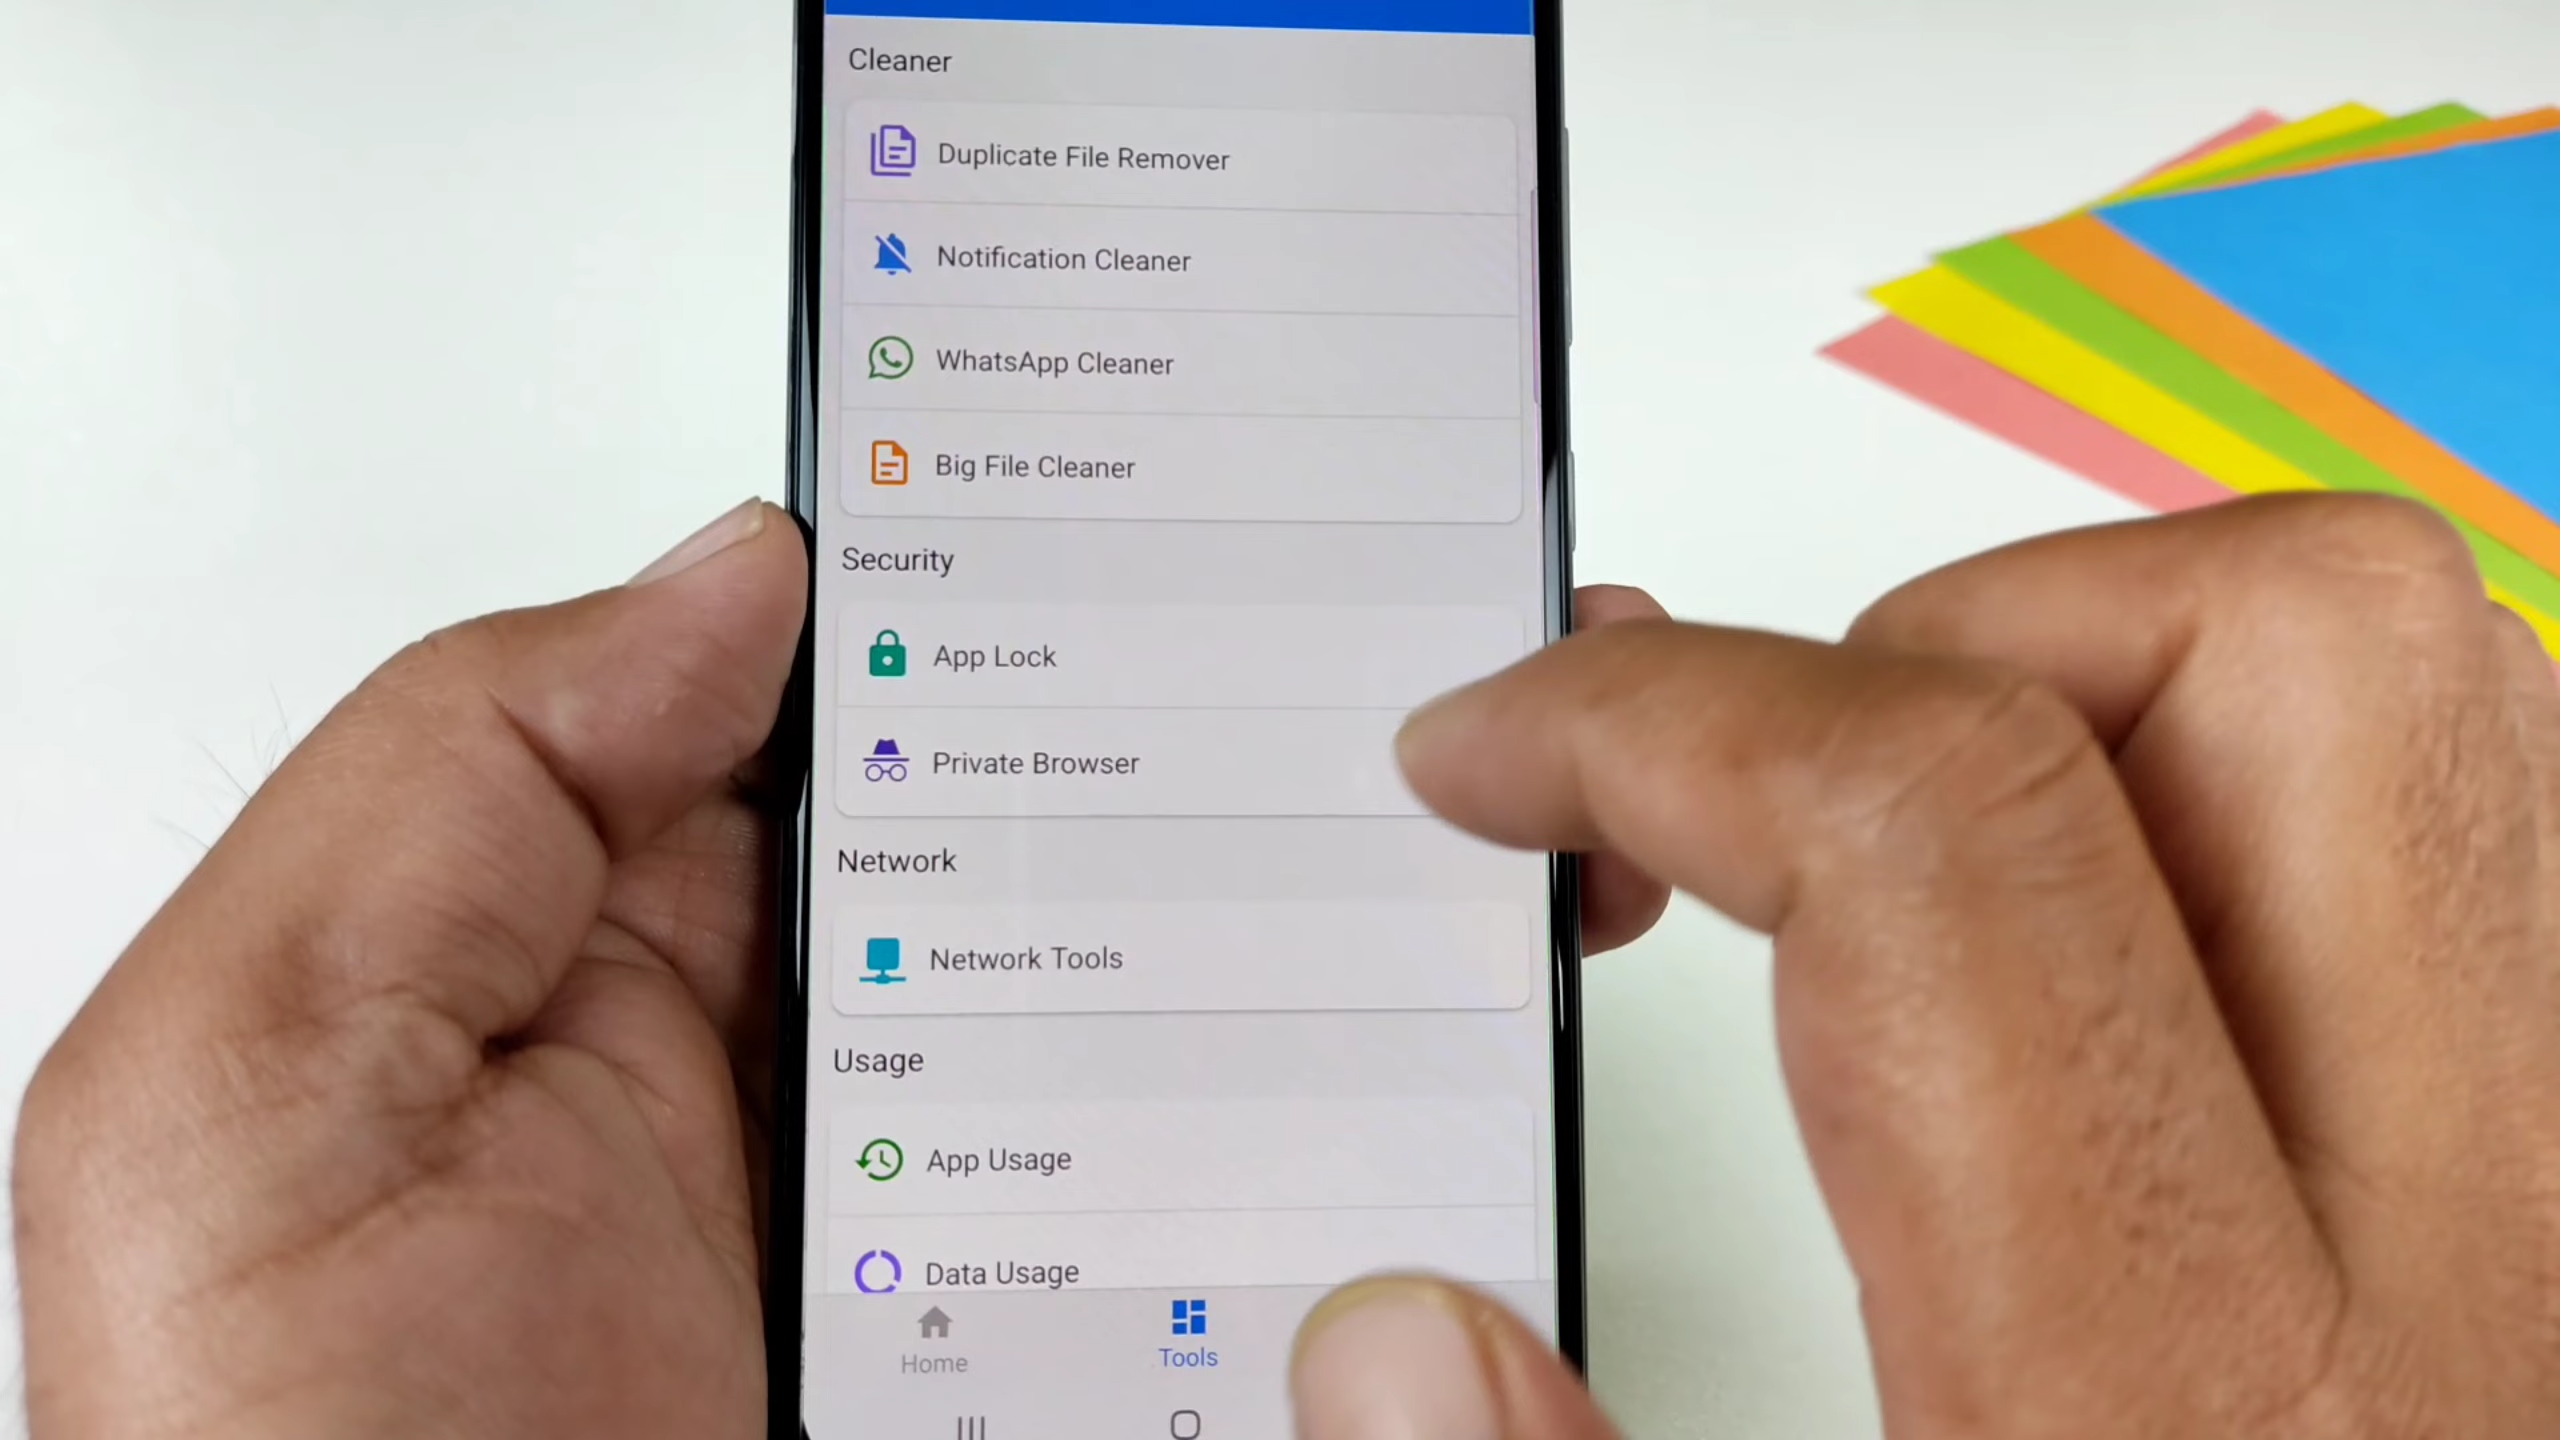 Cleaner
Duplicate File Remover
Notification Cleaner
WhatsApp Cleaner
Big File Cleaner
Security
App Lock
Private Browser
Network
Network Tools
Usage
App Usage
Data Usage
Home
Tools